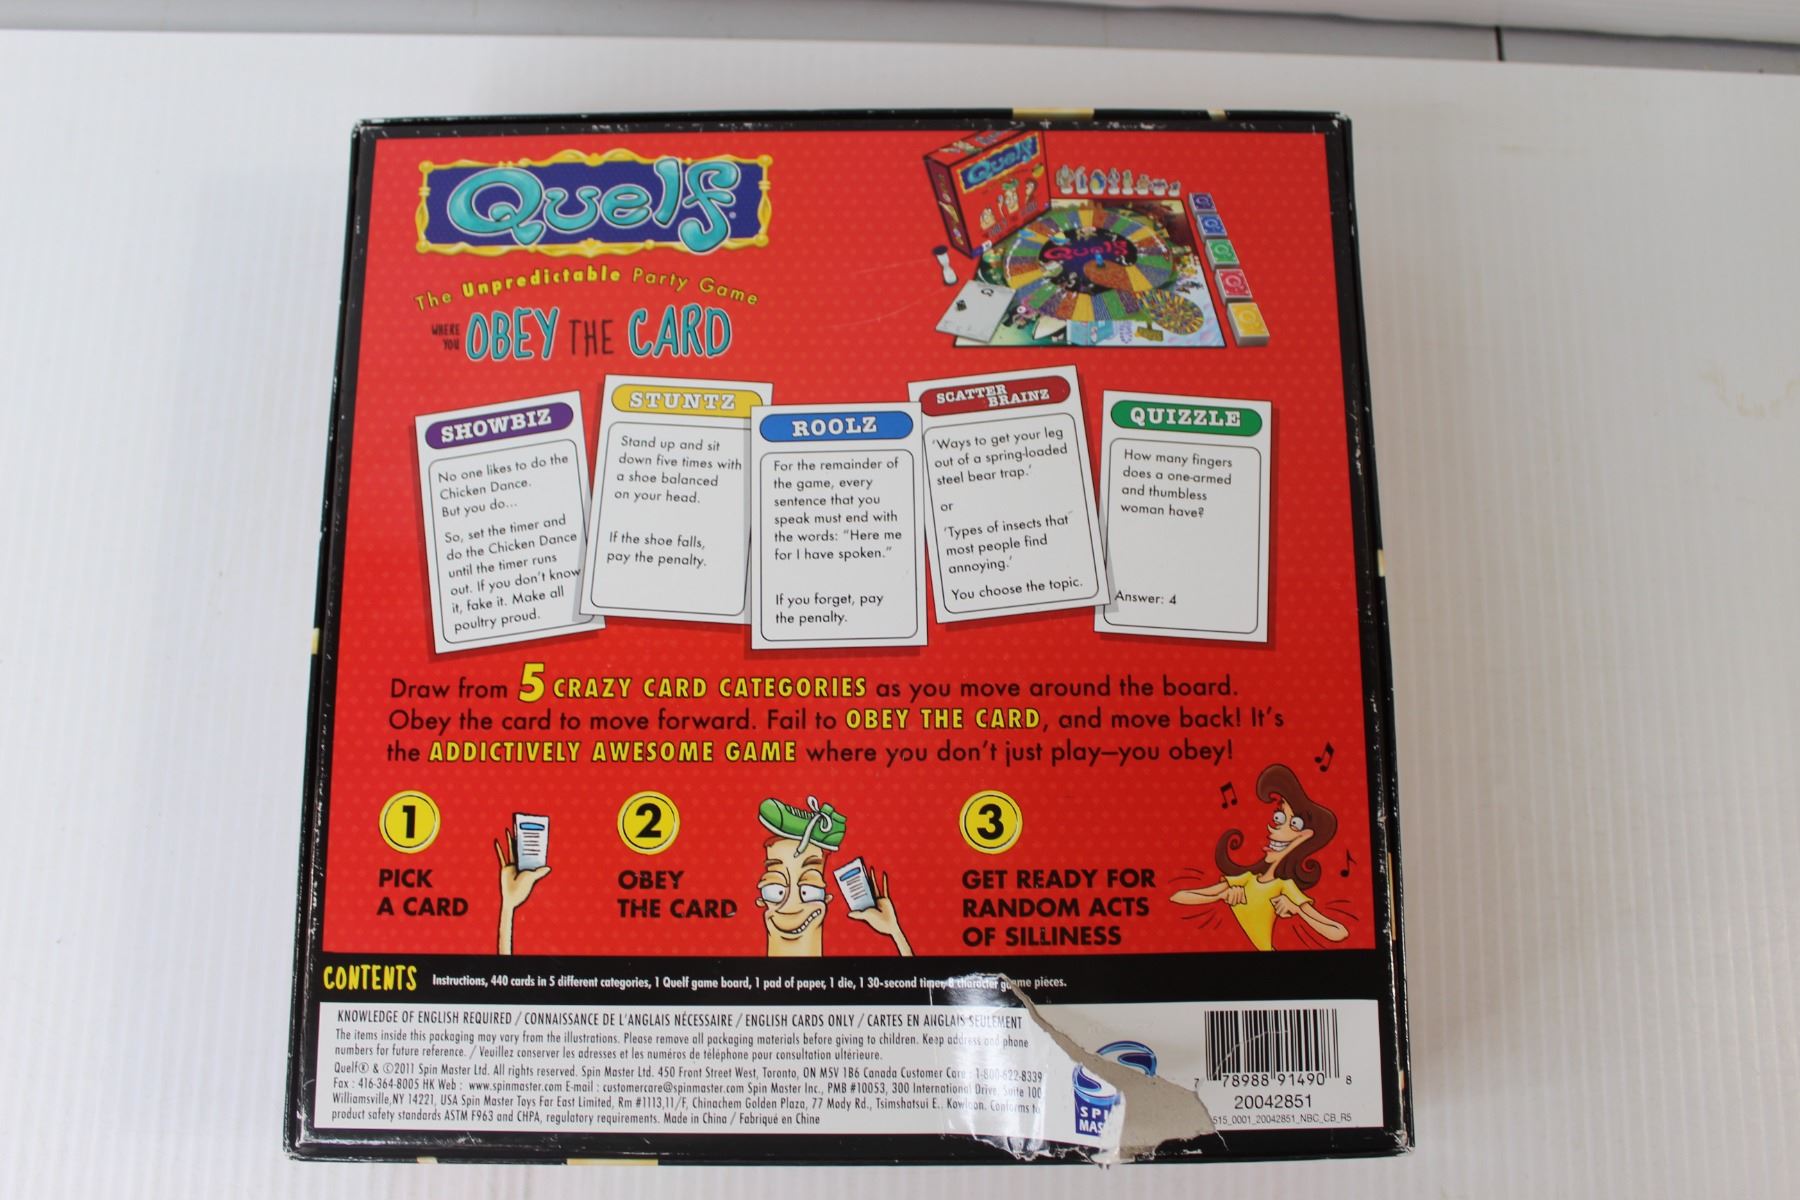 Quelf
The Unpredictable Party Game
WHERE YOU OBEY THE CARD
Quelf
Quelf
SHOWBIZ
No one likes to do the
Chicken Dance.
But you do...
So, set the timer and
do the Chicken Dance
until the timer runs
out. If you don't know
it, fake it. Make all
poultry proud.
STUNTZ
Stand up and sit
down five times with
a shoe balanced
on your head.
If the shoe falls,
pay the penalty.
ROOLZ
For the remainder of
the game, every
sentence that you
speak must end with
the words: "Here me
for I have spoken."
If you forget, pay
the penalty.
SCATTER
BRAINZ
'Ways to get your leg
out of a spring-loaded
steel bear trap.'
or
'Types of insects that
most people find
annoying.'
You choose the topic.
QUIZZLE
How many fingers
does a one-armed
and thumbless
woman have?
Answer: 4
Draw from 5 CRAZY CARD CATEGORIES as you move around the board.
Obey the card to move forward. Fail to OBEY THE CARD, and move back! It's
the ADDICTIVELY AWESOME GAME where you don't just play—you obey!
1
PICK
A CARD
2
OBEY
THE CARD
3
GET READY FOR
RANDOM ACTS
OF SILLINESS
CONTENTS Instructions, 440 cards in 5 different categories, 1 Quelf game board, 1 pad of paper, 1 die, 1 30-second timer, 8 character game pieces.
KNOWLEDGE OF ENGLISH REQUIRED / CONNAISSANCE DE L'ANGLAIS NÉCESSAIRE / ENGLISH CARDS ONLY / CARTES EN ANGLAIS SEULEMENT
The items inside this packaging may vary from the illustrations. Please remove all packaging materials before giving to children. Keep address and phone
numbers for future reference. / Veuillez conserver les adresses et les numéros de téléphone pour consultation ultérieure.
Quelf® & ©2011 Spin Master Ltd. All rights reserved. Spin Master Ltd. 450 Front Street West, Toronto, ON M5V 1B6 Canada Customer Care : 1-800-622-8339
Fax : 416-364-8005 HK Web : www.spinmaster.com E-mail : customercare@spinmaster.com Spin Master Inc., PMB #10053, 300 International Drive, Suite 100
Williamsville, NY 14221, USA Spin Master Toys Far East Limited, Rm #1113,11/F, Chinachem Golden Plaza, 77 Mody Rd., Tsimshatsui E., Kowloon. Conforms to
product safety standards ASTM F963 and CHPA, regulatory requirements. Made in China / Fabriqué en Chine
SPI
MAS
7 78988 91490 8
20042851
515_0001_20042851_NBC_CB_R5